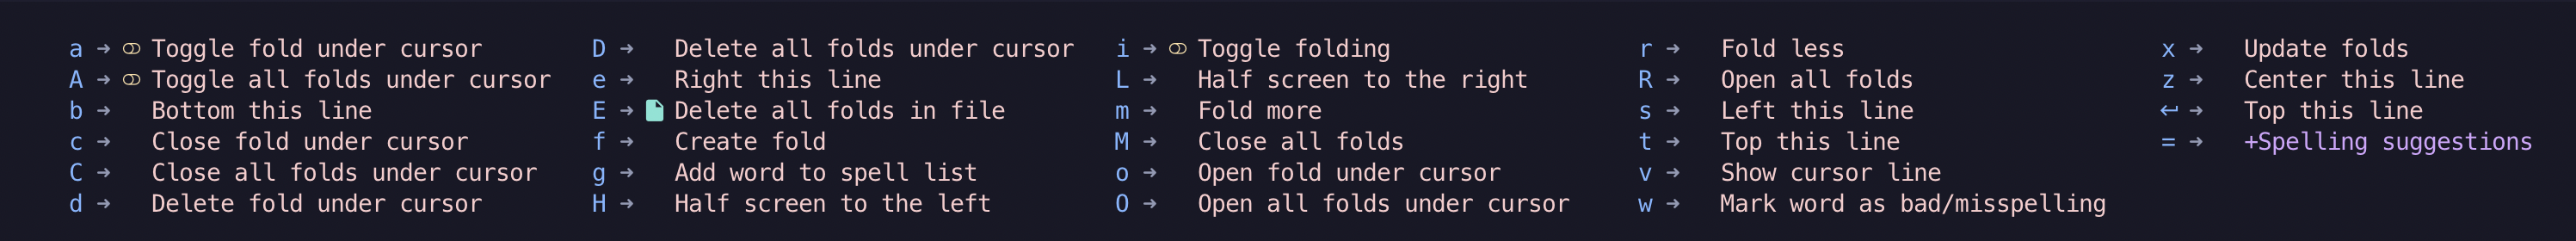 a ➜ Toggle fold under cursor
A ➜ Toggle all folds under cursor
b ➜ Bottom this line
c ➜ Close fold under cursor
C ➜ Close all folds under cursor
d ➜ Delete fold under cursor
D ➜ Delete all folds under cursor
e ➜ Right this line
E ➜ Delete all folds in file
f ➜ Create fold
g ➜ Add word to spell list
H ➜ Half screen to the left
i ➜ Toggle folding
L ➜ Half screen to the right
m ➜ Fold more
M ➜ Close all folds
o ➜ Open fold under cursor
O ➜ Open all folds under cursor
r ➜ Fold less
R ➜ Open all folds
s ➜ Left this line
t ➜ Top this line
v ➜ Show cursor line
w ➜ Mark word as bad/misspelling
x ➜ Update folds
z ➜ Center this line
↵ ➜ Top this line
= ➜ +Spelling suggestions